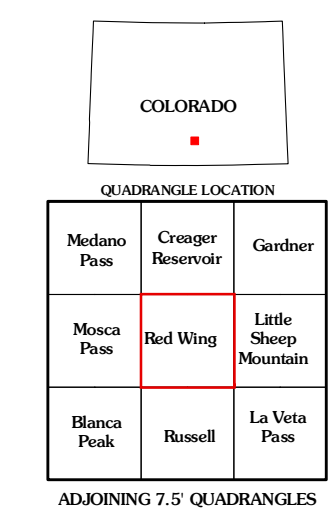 COLORADO
QUADRANGLE LOCATION
Medano
Pass
Creager
Reservoir
Gardner
Mosca
Pass
Red Wing
Little
Sheep
Mountain
Blanca
Peak
Russell
La Veta
Pass
ADJOINING 7.5' QUADRANGLES